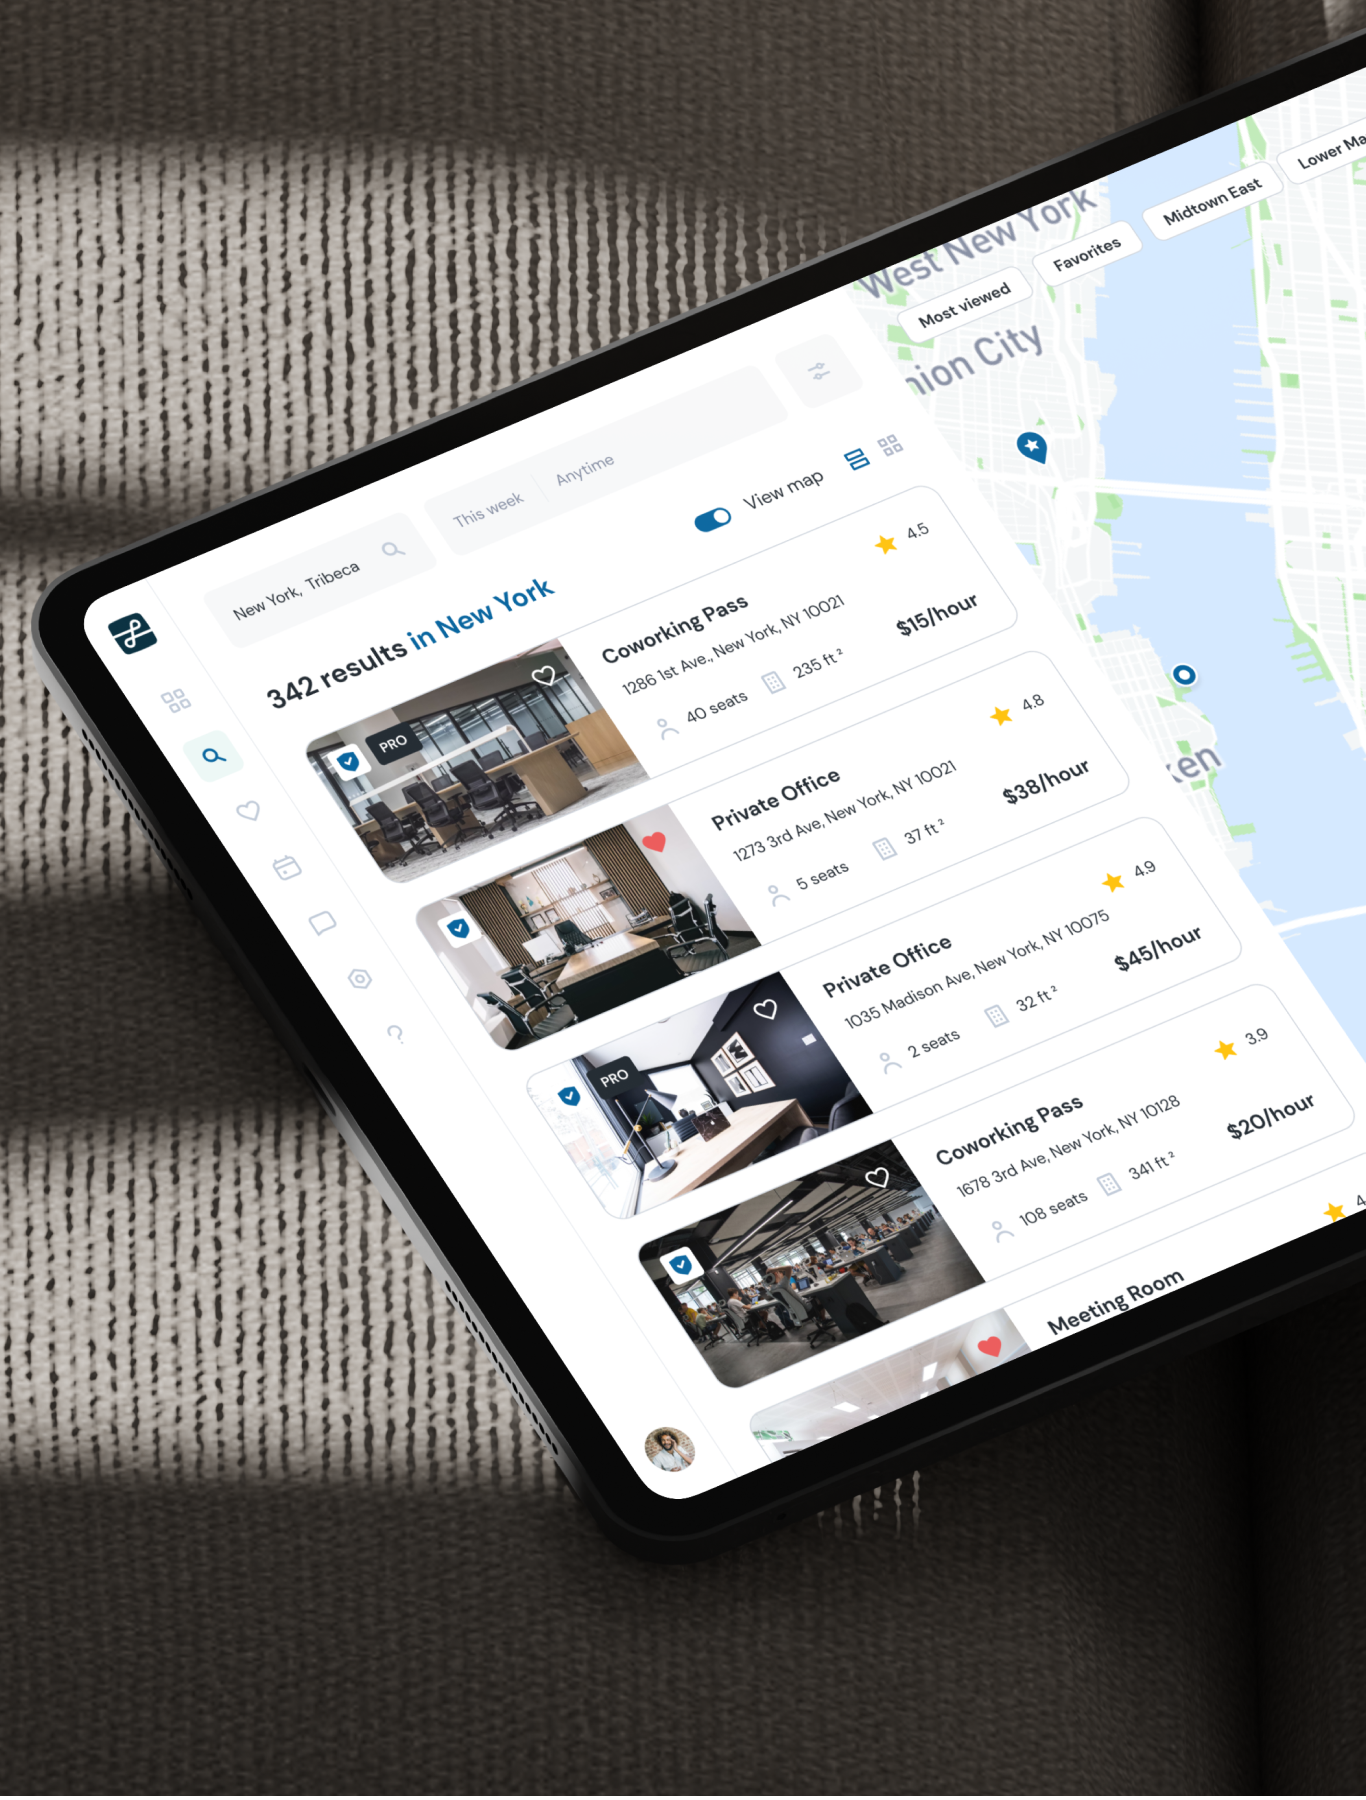 New York, Tribeca
This week
Anytime
View map
342 results in New York
PRO
Coworking Pass
4.5
1286 1st Ave., New York, NY 10021
40 seats
235 ft²
$15/hour
Private Office
4.8
1273 3rd Ave, New York, NY 10021
5 seats
37 ft²
$38/hour
PRO
Private Office
4.9
1035 Madison Ave, New York, NY 10075
2 seats
32 ft²
$45/hour
Coworking Pass
3.9
1678 3rd Ave, New York, NY 10128
108 seats
341 ft²
$20/hour
Meeting Room
West New York
Most viewed
Favorites
Midtown East
Lower
City